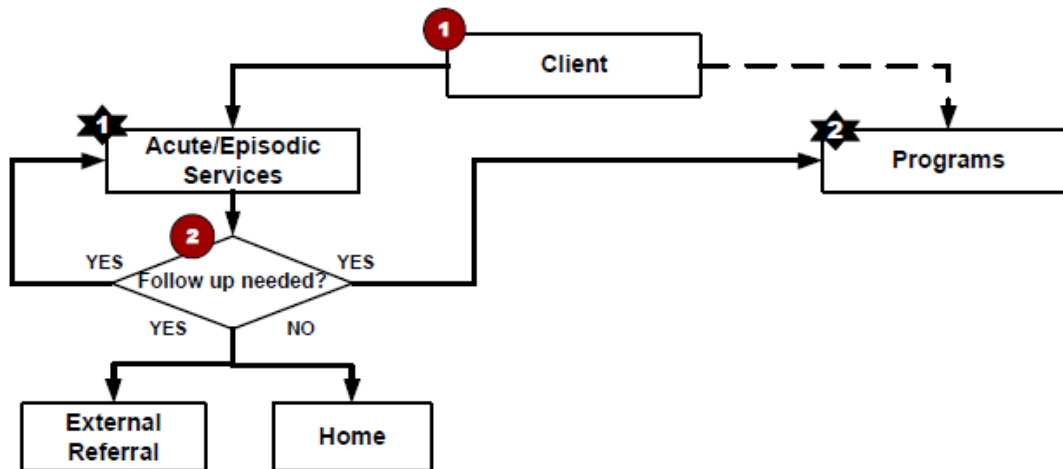 1
Client
1
Acute/Episodic
Services
2
Programs
2
YES
Follow up needed?
YES
YES
NO
External
Referral
Home